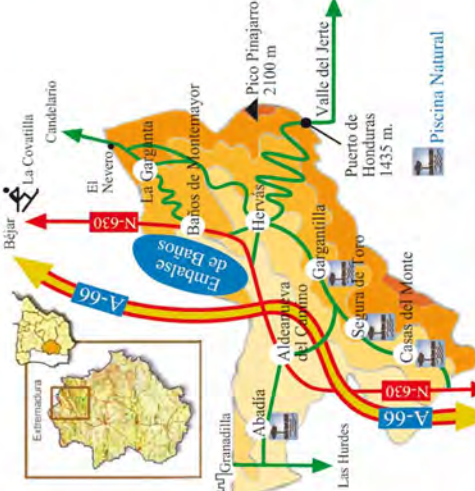 Extremadura
Béjar
La Covatilla
Candelario
El
Nevero
La Garganta
N-630
A-66
Baños de Montemayor
Embalse
de Baños
Hervás
Pico Pinajarro
2100 m
Valle del Jerte
Puerto de
Honduras
1435 m.
Granadilla
Abadía
Las Hurdes
Aldeanueva
del Camino
Gargantilla
Segura de Toro
Casas del Monte
N-630
A-66
Piscina Natural